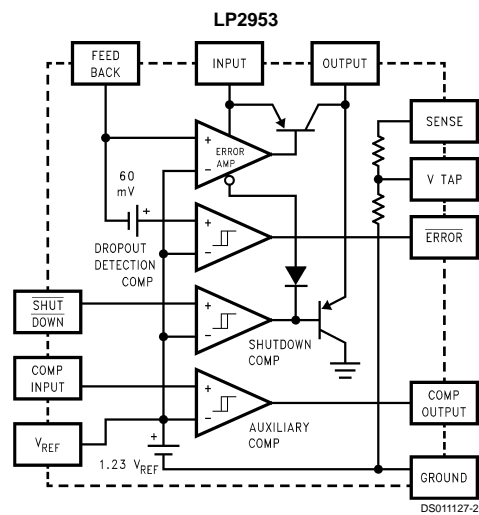 LP2953
FEED
BACK
INPUT
OUTPUT
SENSE
V TAP
ERROR
+
ERROR
AMP
−
60
mV
+
+
−
DROPOUT
DETECTION
COMP
SHUT
DOWN
+
−
SHUTDOWN
COMP
COMP
INPUT
+
−
AUXILIARY
COMP
COMP
OUTPUT
VREF
+
1.23 VREF
GROUND
DS011127-2